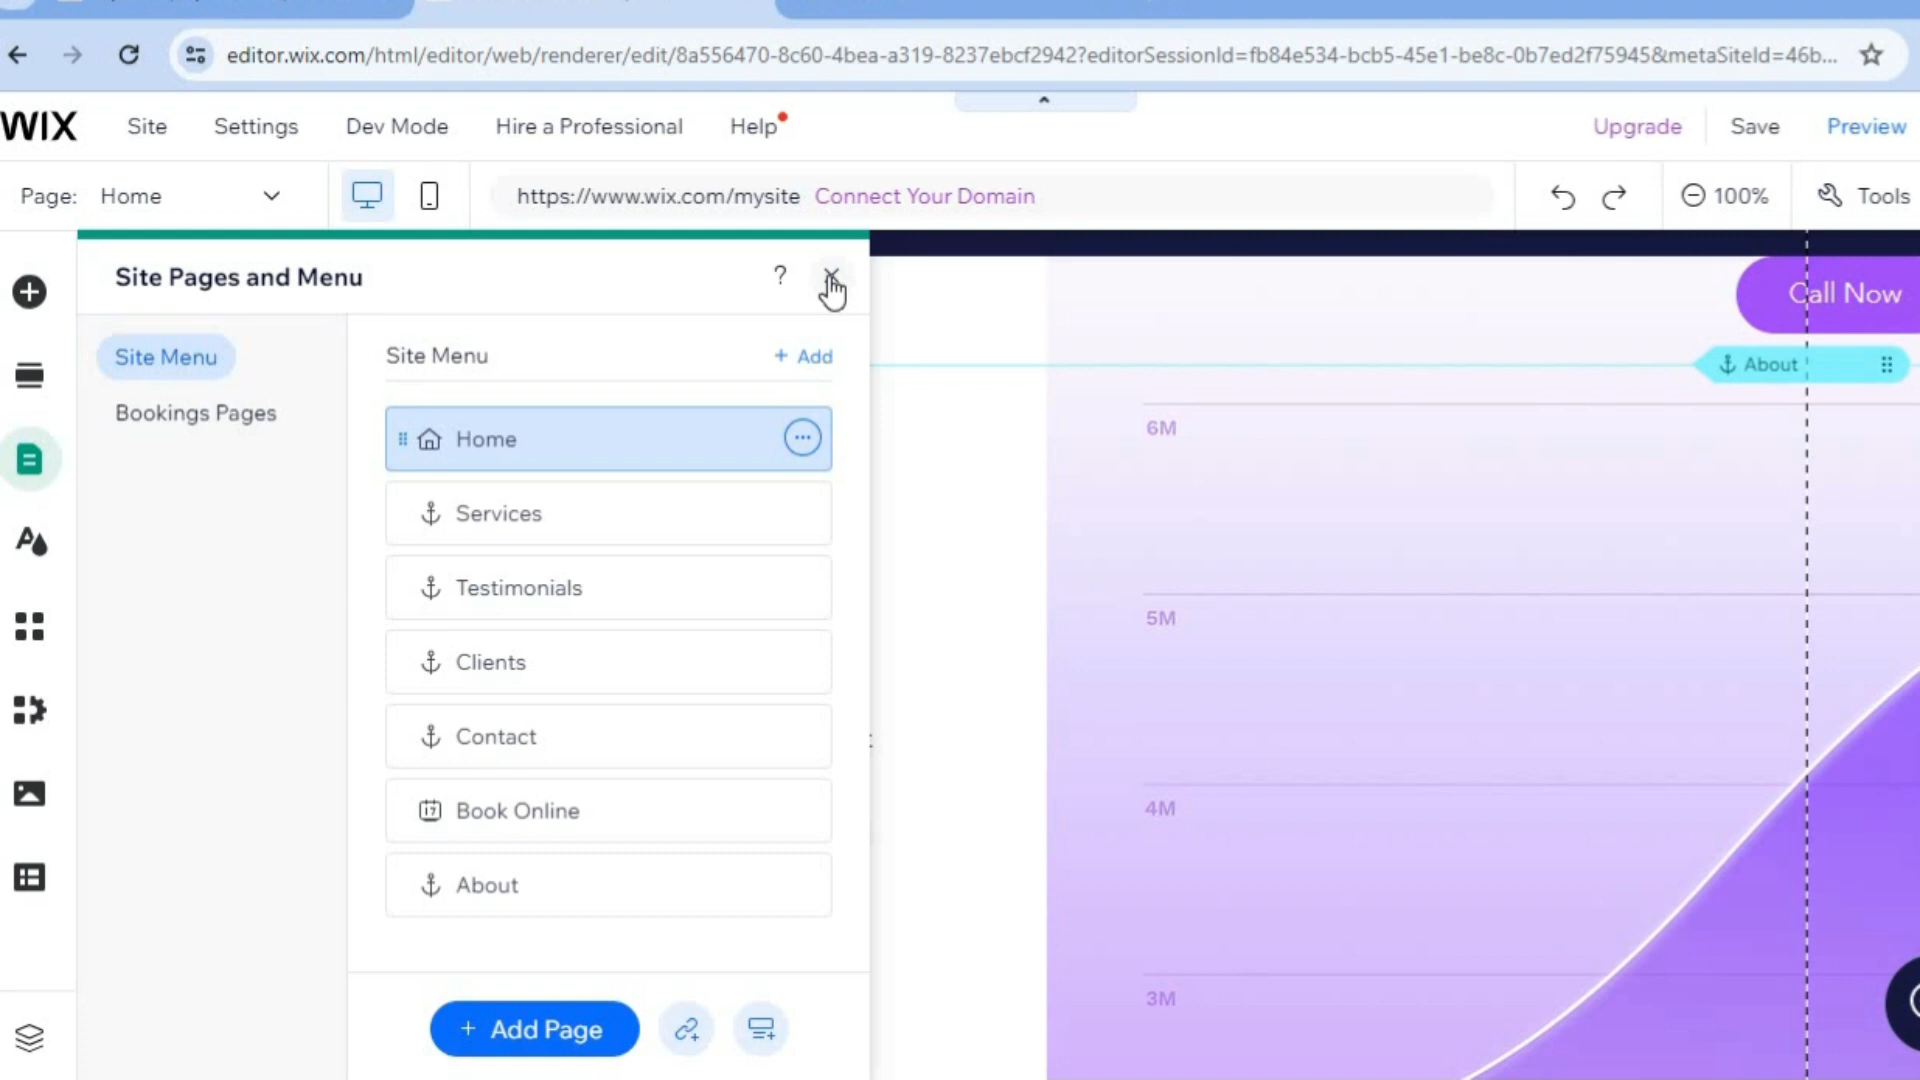 editor.wix.com/html/editor/web/renderer/edit/8a556470-8c60-4bea-a319-8237ebcf2942?editorSessionId=fb84e534-bcb5-45e1-be8c-0b7ed2f75945&metaSiteId=46b...
WIX Site Settings Dev Mode Hire a Professional Help Upgrade Save Preview
Page: Home https://www.wix.com/mysite Connect Your Domain 100% Tools
Site Pages and Menu ?
Call Now
Site Menu
Site Menu + Add
About
Bookings Pages
Home
6M
Services
Testimonials
5M
Clients
Contact
Book Online
4M
About
3M
+ Add Page